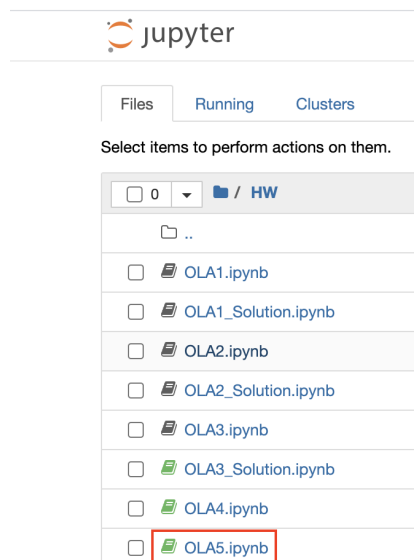 jupyter
Files Running Clusters
Select items to perform actions on them.
0 / HW
..
OLA1.ipynb
OLA1_Solution.ipynb
OLA2.ipynb
OLA2_Solution.ipynb
OLA3.ipynb
OLA3_Solution.ipynb
OLA4.ipynb
OLA5.ipynb